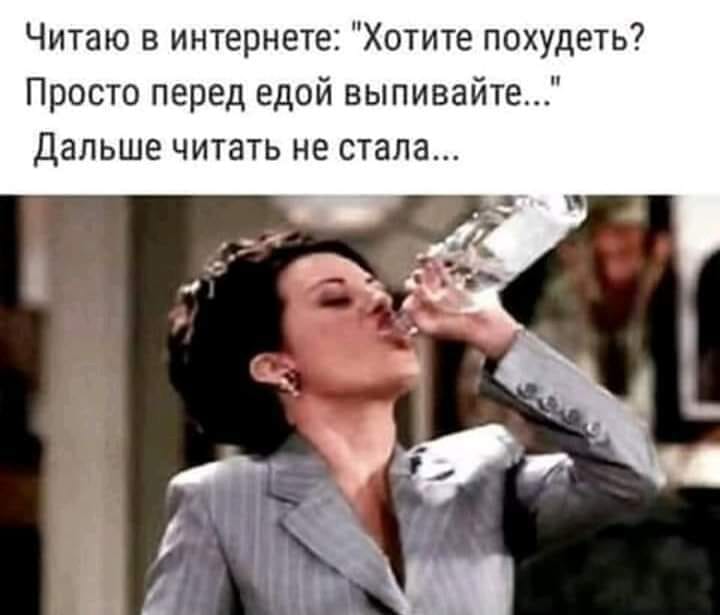 Читаю в интернете: "Хотите похудеть?
Просто перед едой выпивайте..."
Дальше читать не стала...